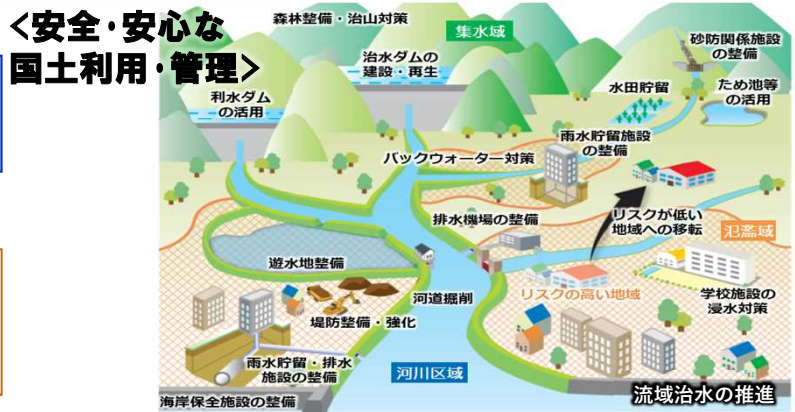 <安全・安心な
国土利用・管理>
森林整備・治山対策
集水域
砂防関係施設
の整備
治水ダムの
建設・再生
水田貯留
ため池等
の活用
利水ダム
の活用
雨水貯留施設
の整備
バックウォーター対策
排水機場の整備
リスクが低い
地域への移転
氾濫域
遊水地整備
リスクの高い地域
学校施設の
浸水対策
河道掘削
堤防整備・強化
雨水貯留・排水
施設の整備
河川区域
海岸保全施設の整備
流域治水の推進